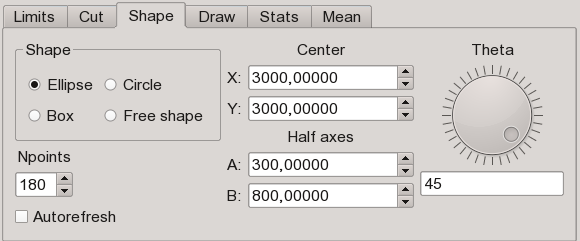 Limits Cut Shape Draw Stats Mean
Shape
Ellipse Circle
Box Free shape
Npoints
180
Autorefresh
Center
X: 3000,00000
Y: 3000,00000
Half axes
A: 300,00000
B: 800,00000
Theta
45